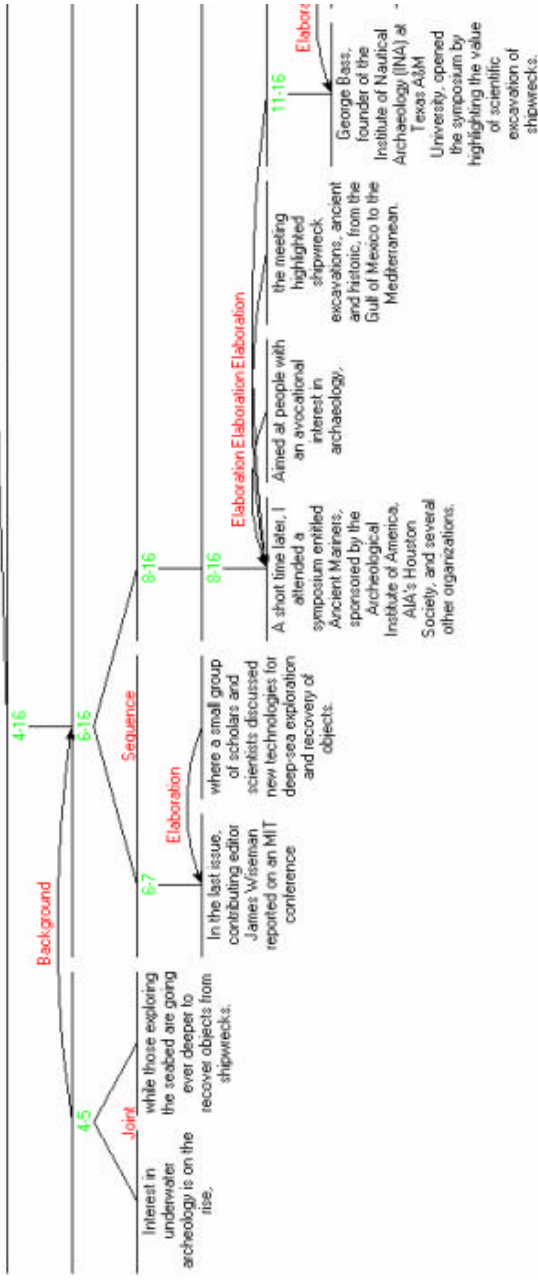 4-16
Background
4-5
6-16
Joint
Sequence
Interest in
underwater
archeology is on the
rise,
while those exploring
the seabed are going
ever deeper to
recover objects from
shipwrecks.
6-7
8-16
Elaboration
In the last issue,
contributing editor
James Wiseman
reported on an MIT
conference
where a small group
of scholars and
scientists discussed
new technologies for
deep-sea exploration
and recovery of
objects.
8-16
Elaboration Elaboration Elaboration
A short time later, I
attended a
symposium entitled
Ancient Mariners,
sponsored by the
Archeological
Institute of America,
AIA's Houston
Society, and several
other organizations.
Aimed at people with
an avocational
interest in
archaeology,
the meeting
highlighted
shipwreck
excavations, ancient
and historic, from the
Gulf of Mexico to the
Mediterranean.
11-16
Elabora
George Bass,
founder of the
Institute of Nautical
Archaeology (INA) at
Texas A&M
University, opened
the symposium by
highlighting the value
of scientific
excavation of
shipwrecks.